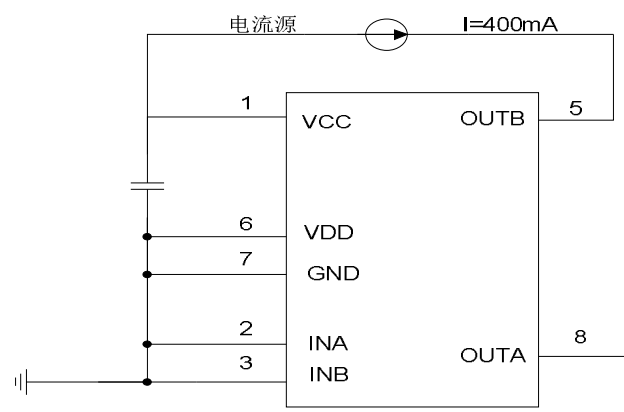 电流源 I=400mA
1 VCC OUTB 5
6 VDD
7 GND
2 INA
OUTA 8
3 INB